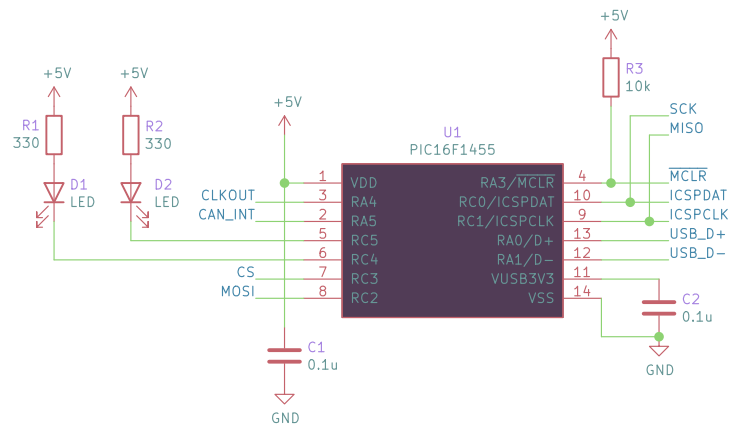 +5V
R3
10k
+5V
+5V
+5V
R1
330
R2
330
SCK
MISO
U1
PIC16F1455
D1
LED
D2
LED
1 VDD
RA3/MCLR 4 MCLR
CLKOUT 3 RA4
RC0/ICSPDAT 10 ICSPDAT
CAN_INT 2 RA5
RC1/ICSPCLK 9 ICSPCLK
5 RC5
RA0/D+ 13 USB_D+
6 RC4
RA1/D− 12 USB_D−
CS 7 RC3
VUSB3V3 11
MOSI 8 RC2
VSS 14
C2
0.1u
C1
0.1u
GND
GND